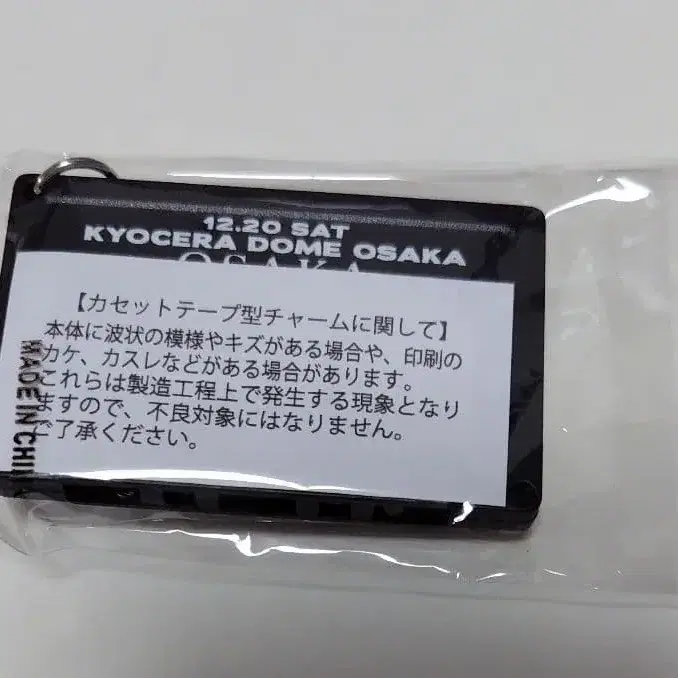 12.20 SAT
KYOCERA DOME OSAKA
OSAKA
【カセットテープ型チャームに関して】
本体に波状の模様やキズがある場合や、印刷の
カケ、カスレなどがある場合があります。
これらは製造工程上で発生する現象となり
ますので、不良対象にはなりません。
ご了承ください。
MADE IN CHIN